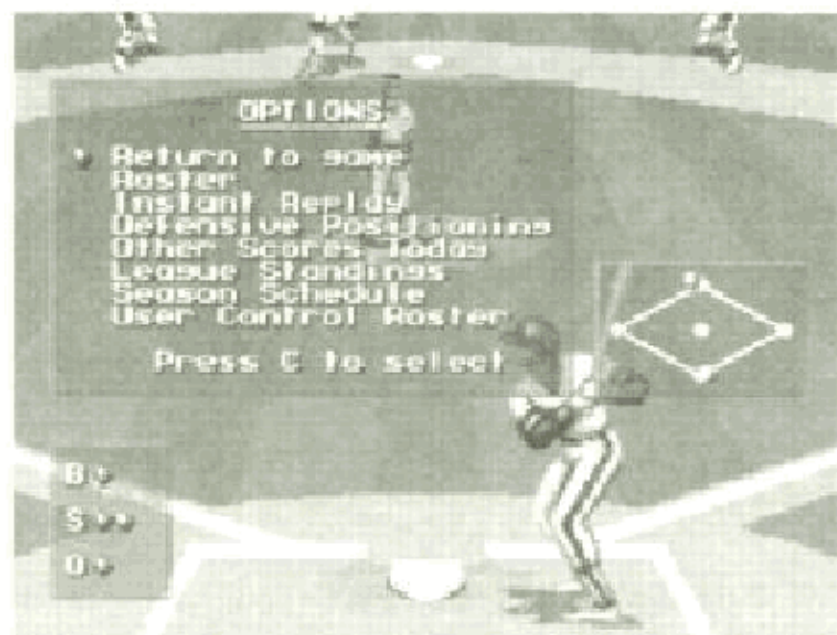 OPTIONS
Return to game
Roster
Instant Replay
Defensive Positioning
Other Scores Today
League Standings
Season Schedule
User Control Roster
Press C to select
B
S
O